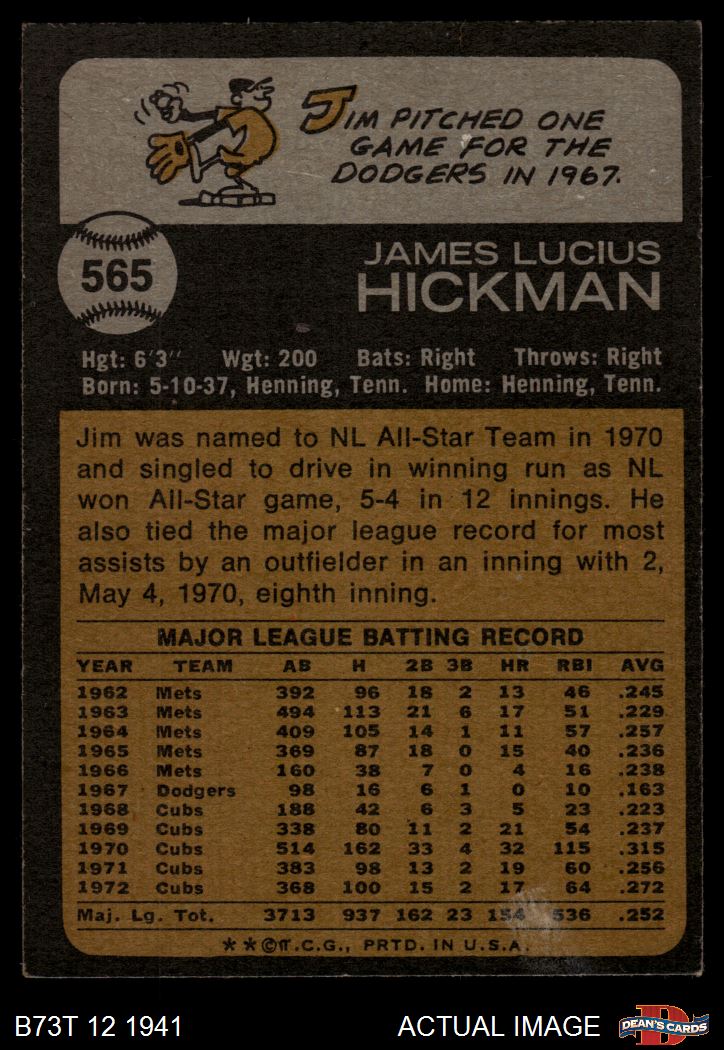 JIM PITCHED ONE
GAME FOR THE
DODGERS IN 1967.
565
JAMES LUCIUS
HICKMAN
Hgt: 6'3" Wgt: 200 Bats: Right Throws: Right
Born: 5-10-37, Henning, Tenn. Home: Henning, Tenn.
Jim was named to NL All-Star Team in 1970
and singled to drive in winning run as NL
won All-Star game, 5-4 in 12 innings. He
also tied the major league record for most
assists by an outfielder in an inning with 2,
May 4, 1970, eighth inning.
MAJOR LEAGUE BATTING RECORD
YEAR TEAM AB H 2B 3B HR RBI AVG
1962 Mets 392 96 18 2 13 46 .245
1963 Mets 494 113 21 6 17 51 .229
1964 Mets 409 105 14 1 11 57 .257
1965 Mets 369 87 18 0 15 40 .236
1966 Mets 160 38 7 0 4 16 .238
1967 Dodgers 98 16 6 1 0 10 .163
1968 Cubs 188 42 6 3 5 23 .223
1969 Cubs 338 80 11 2 21 54 .237
1970 Cubs 514 162 33 4 32 115 .315
1971 Cubs 383 98 13 2 19 60 .256
1972 Cubs 368 100 15 2 17 64 .272
Maj. Lg. Tot. 3713 937 162 23 154 536 .252
**©T.C.G., PRTD. IN U.S.A.
B73T 12 1941 ACTUAL IMAGE
DEAN'S CARDS